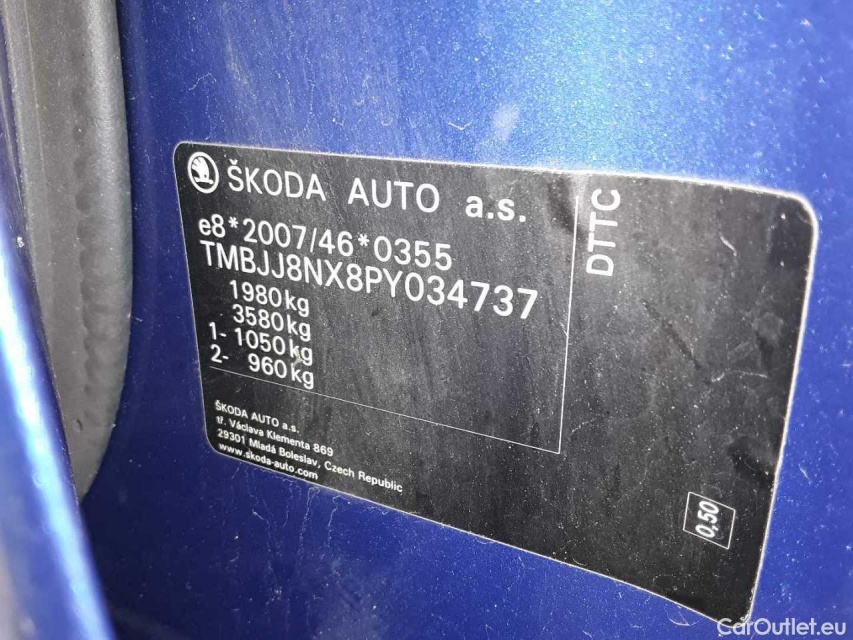 ŠKODA AUTO a.s.
e8*2007/46*0355
TMBJJ8NX8PY034737
1980kg
3580kg
1- 1050kg
2- 960kg
DTTC
ŠKODA AUTO a.s.
tř. Václava Klementa 869
29301 Mladá Boleslav, Czech Republic
www.skoda-auto.com
0,50
CarOutlet.eu